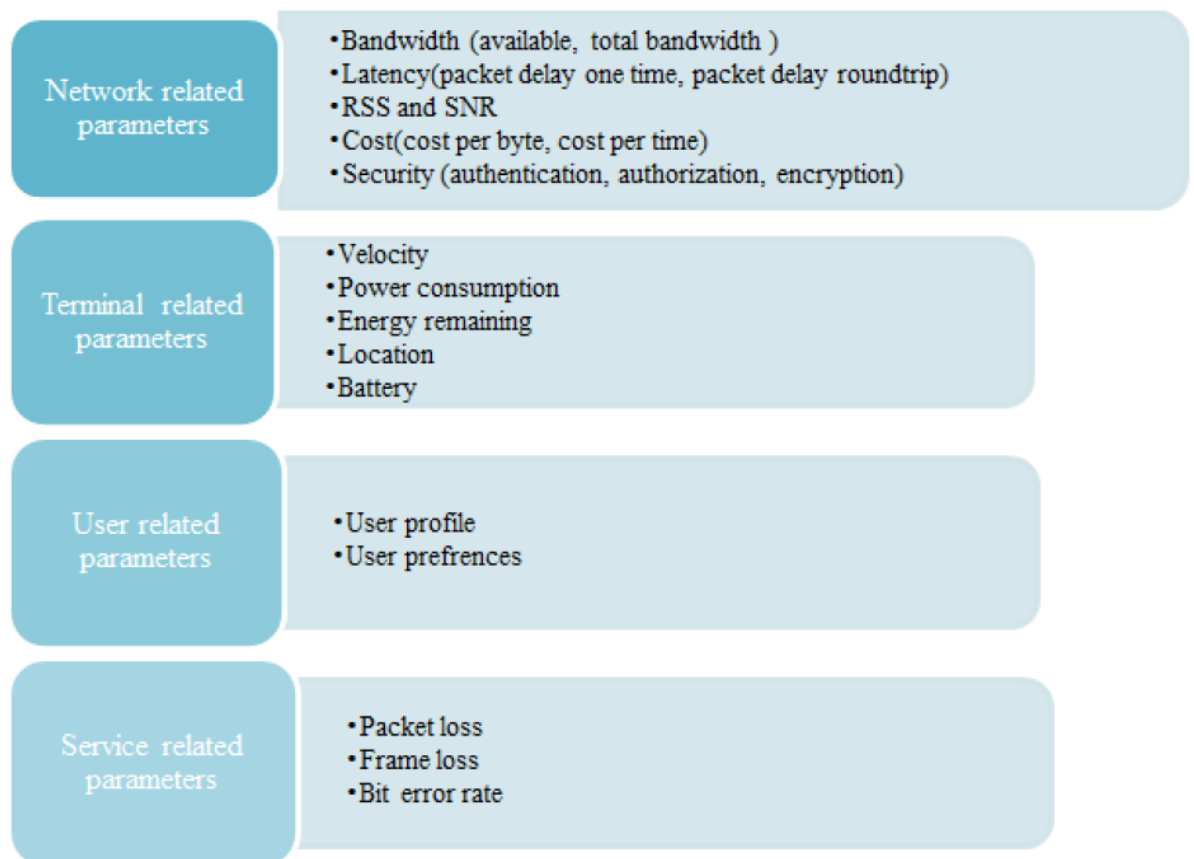 Network related
parameters
•Bandwidth (available, total bandwidth )
•Latency(packet delay one time, packet delay roundtrip)
•RSS and SNR
•Cost(cost per byte, cost per time)
•Security (authentication, authorization, encryption)
Terminal related
parameters
•Velocity
•Power consumption
•Energy remaining
•Location
•Battery
User related
parameters
•User profile
•User prefrences
Service related
parameters
•Packet loss
•Frame loss
•Bit error rate